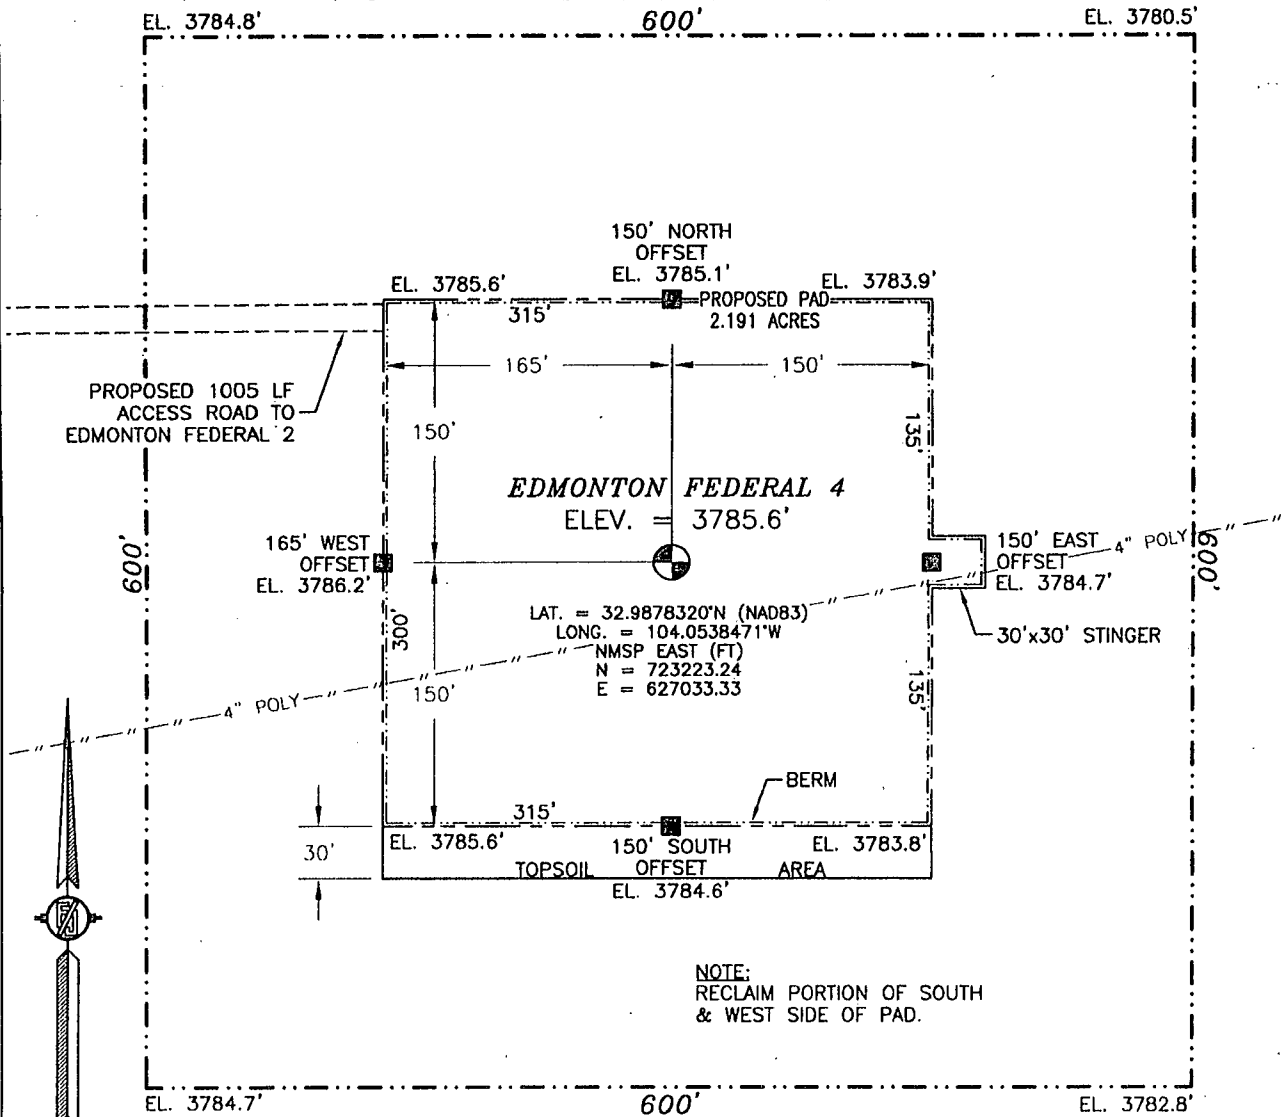 EL. 3784.8'
600'
EL. 3780.5'
150' NORTH
OFFSET
EL. 3785.1'
EL. 3785.6'
EL. 3783.9'
315'
PROPOSED PAD
2.191 ACRES
165'
150'
PROPOSED 1005 LF
ACCESS ROAD TO
EDMONTON FEDERAL 2
150'
135'
EDMONTON FEDERAL 4
ELEV. = 3785.6'
165' WEST
OFFSET
EL. 3786.2'
600'
150' EAST
OFFSET
EL. 3784.7'
4" POLY
600'
30'x30' STINGER
300'
LAT. = 32.9878320°N (NAD83)
LONG. = 104.0538471°W
NMSP EAST (FT)
N = 723223.24
E = 627033.33
150'
135'
4" POLY
BERM
315'
30'
EL. 3785.6'
150' SOUTH
OFFSET
EL. 3784.6'
EL. 3783.8'
TOPSOIL AREA
NOTE:
RECLAIM PORTION OF SOUTH
& WEST SIDE OF PAD.
EL. 3784.7'
600'
EL. 3782.8'